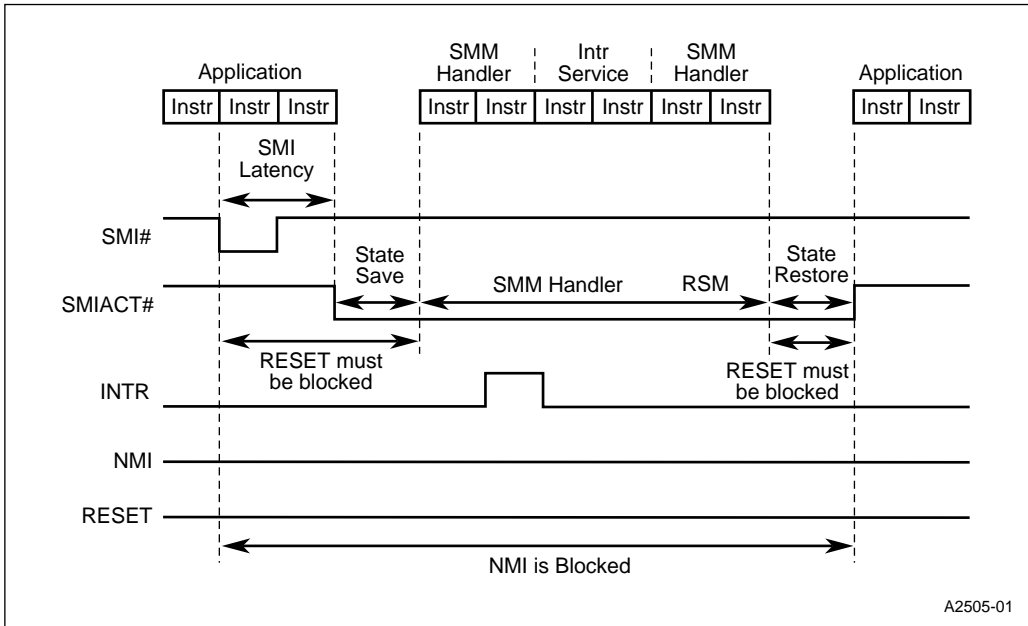 Application
SMM
Handler
Intr
Service
SMM
Handler
Application
Instr Instr Instr
Instr Instr Instr Instr Instr Instr
Instr Instr
SMI
Latency
SMI#
State
Save
State
Restore
SMM Handler
RSM
SMIACT#
RESET must
be blocked
RESET must
be blocked
INTR
NMI
RESET
NMI is Blocked
A2505-01